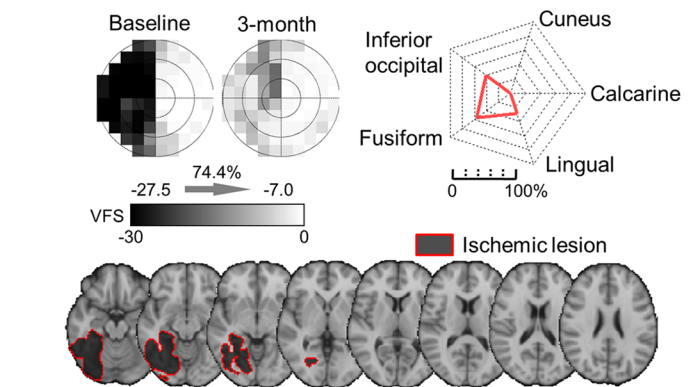 Baseline
3-month
Cuneus
Inferior
occipital
Calcarine
Fusiform
Lingual
74.4%
-27.5
-7.0
0
100%
VFS
-30
0
Ischemic lesion